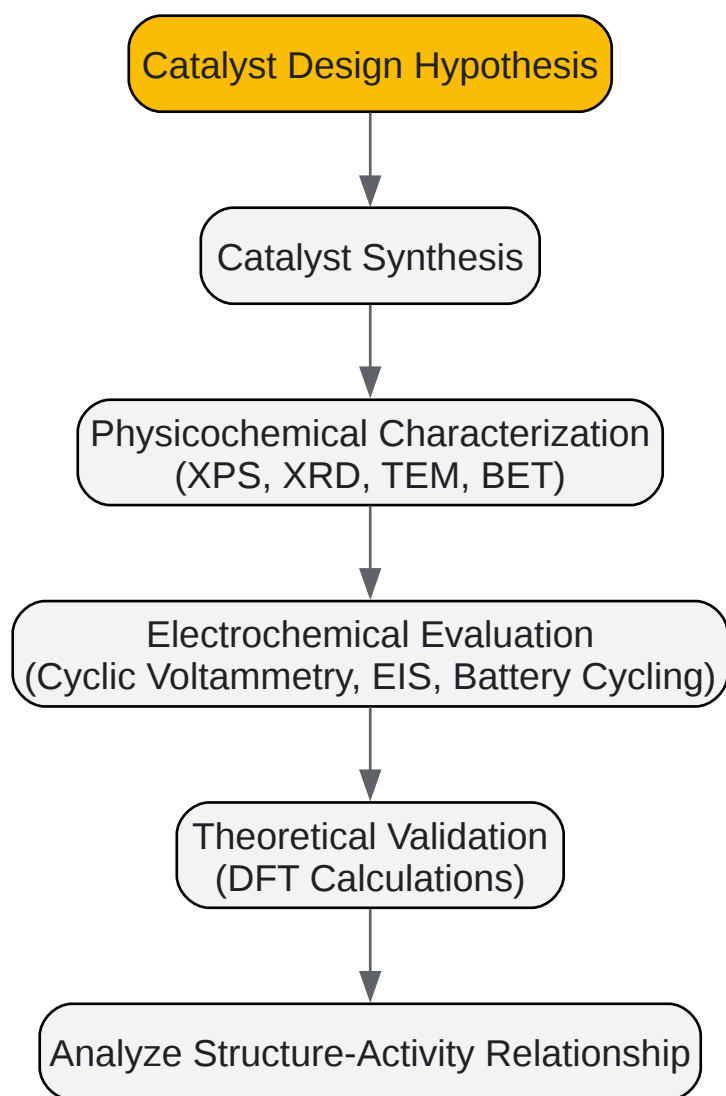 Catalyst Design Hypothesis
Catalyst Synthesis
Physicochemical Characterization
(XPS, XRD, TEM, BET)
Electrochemical Evaluation
(Cyclic Voltammetry, EIS, Battery Cycling)
Theoretical Validation
(DFT Calculations)
Analyze Structure-Activity Relationship